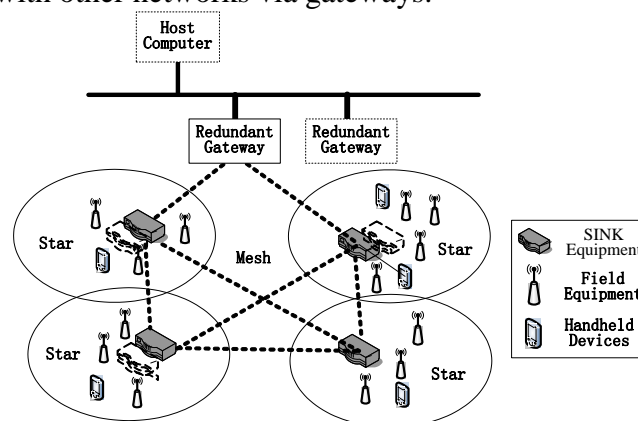 with other networks via gateways.
Host
Computer
Redundant
Gateway
Redundant
Gateway
Star
Star
Mesh
Star
Star
SINK
Equipment
Field
Equipment
Handheld
Devices